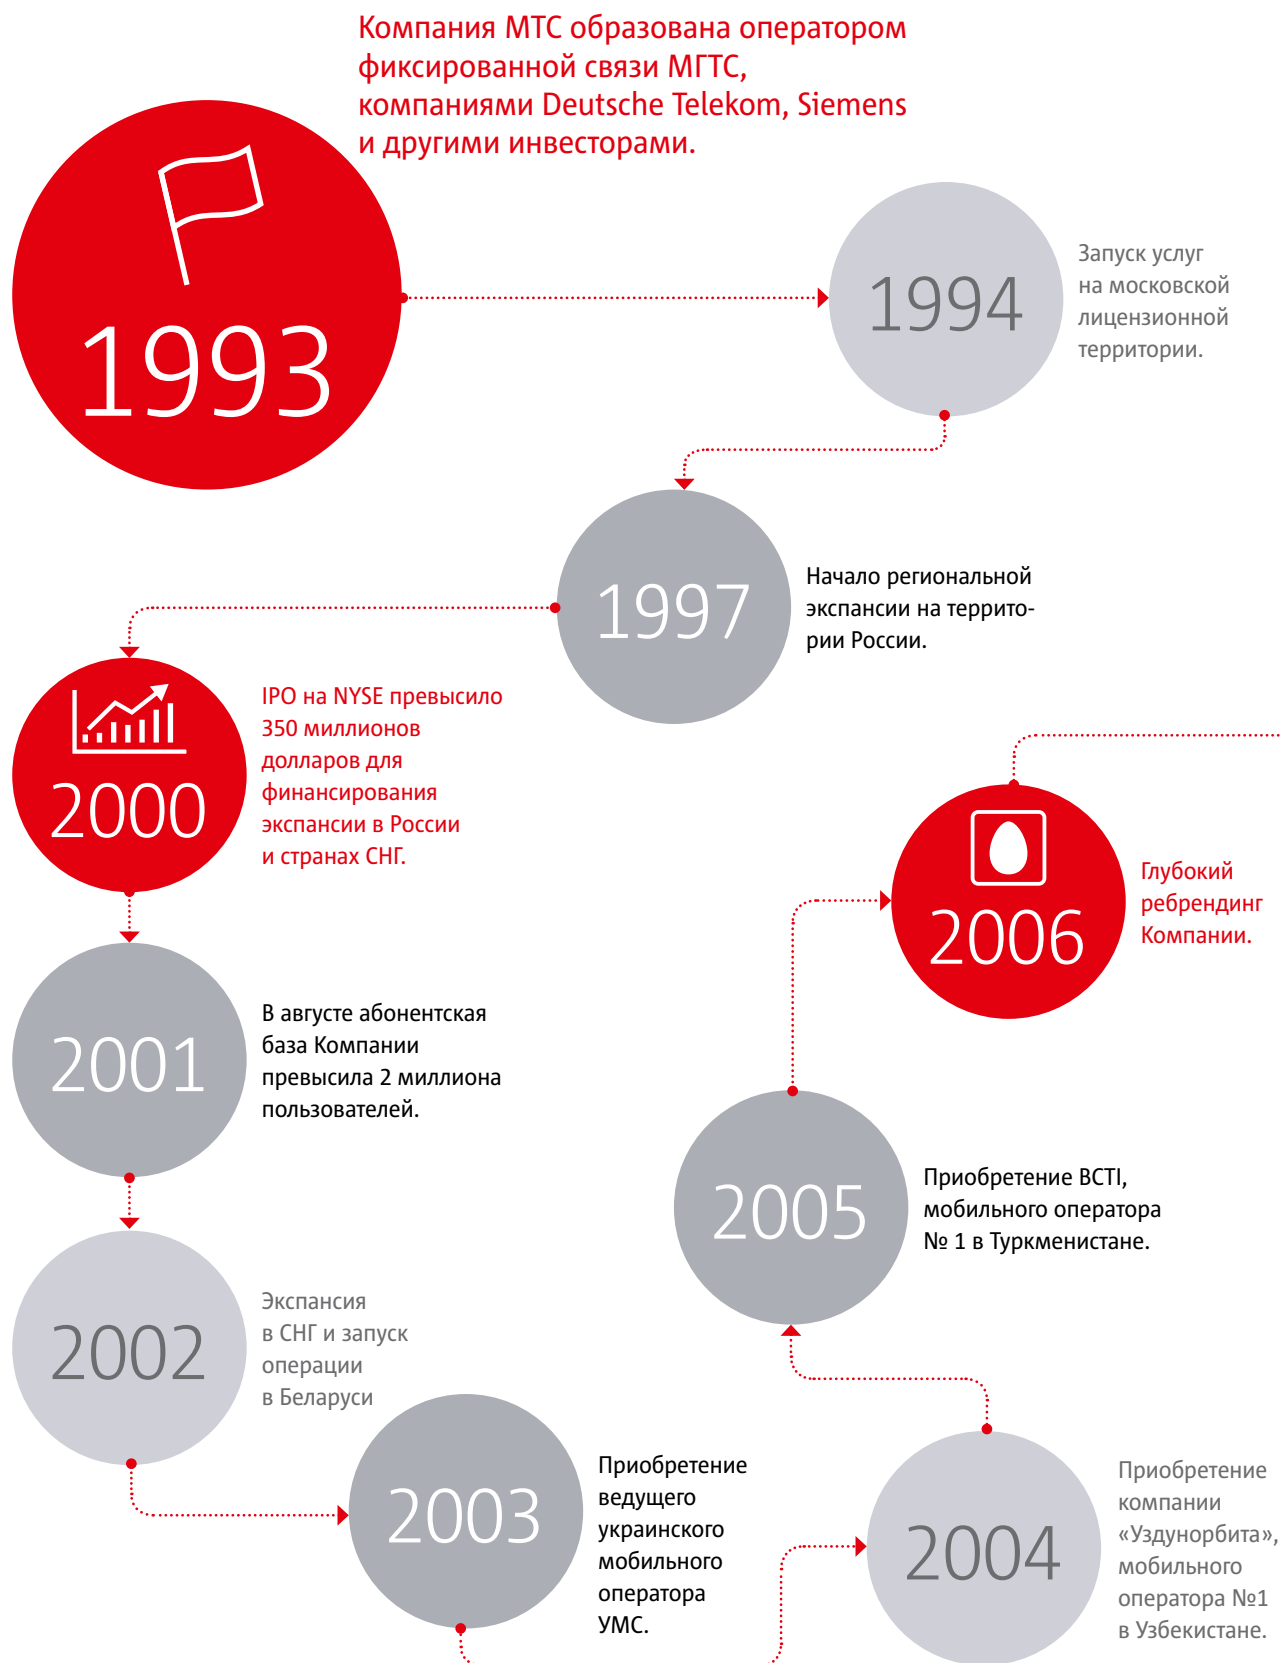 Компания МТС образована оператором
фиксированной связи МГТС,
компаниями Deutsche Telekom, Siemens
и другими инвесторами.
1993
1994
Запуск услуг
на московской
лицензионной
территории.
1997
Начало региональной
экспансии на террито-
рии России.
2000
IPO на NYSE превысило
350 миллионов
долларов для
финансирования
экспансии в России
и странах СНГ.
2001
В августе абонентская
база Компании
превысила 2 миллиона
пользователей.
2002
Экспансия
в СНГ и запуск
операции
в Беларуси
2003
Приобретение
ведущего
украинского
мобильного
оператора
УМС.
2004
Приобретение
компании
«Уздунорбита»,
мобильного
оператора №1
в Узбекистане.
2005
Приобретение BCTI,
мобильного оператора
№ 1 в Туркменистане.
2006
Глубокий
ребрендинг
Компании.